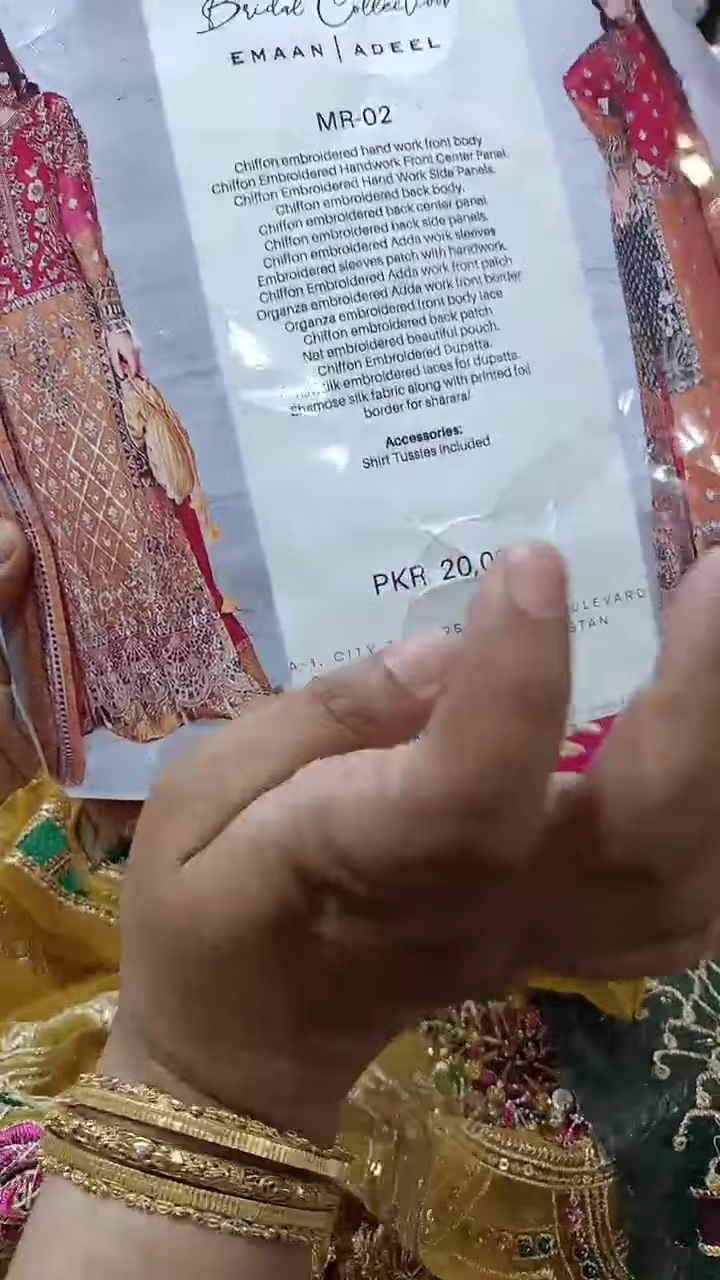 Bridal Collection
EMAAN | ADEEL
MR-02
Chiffon embroidered hand work front body
Chiffon Embroidered Handwork Front Center Panel.
Chiffon Embroidered Hand Work Side Panels.
Chiffon embroidered back body.
Chiffon embroidered back center panel
Chiffon embroidered back side panels.
Chiffon embroidered Adda work sleeves
Embroidered sleeves patch with handwork.
Chiffon Embroidered Adda work front patch
Organza embroidered Adda work front border
Organza embroidered front body lace
Chiffon embroidered back patch
Net embroidered beautiful pouch.
Chiffon Embroidered Dupatta.
silk embroidered laces for dupatta.
Shamose silk fabric along with printed foil
border for sharara/
Accessories:
Shirt Tussles Included
PKR 20,0
A-1, CITY